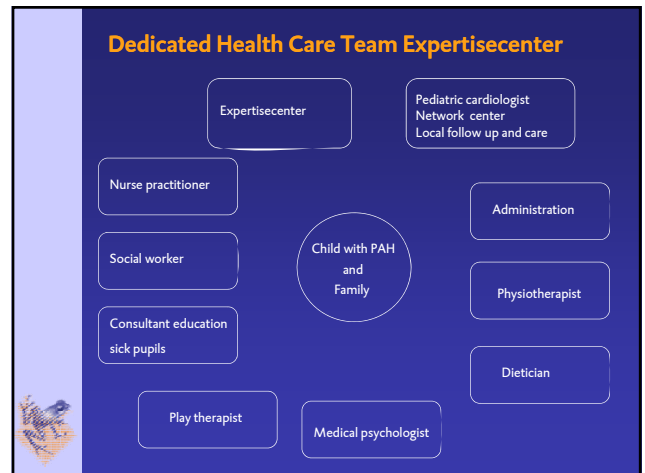 Dedicated Health Care Team Expertisecenter
Expertisecenter
Pediatric cardiologist
Network center
Local follow up and care
Nurse practitioner
Administration
Social worker
Child with PAH
and
Family
Physiotherapist
Consultant education
sick pupils
Dietician
Play therapist
Medical psychologist